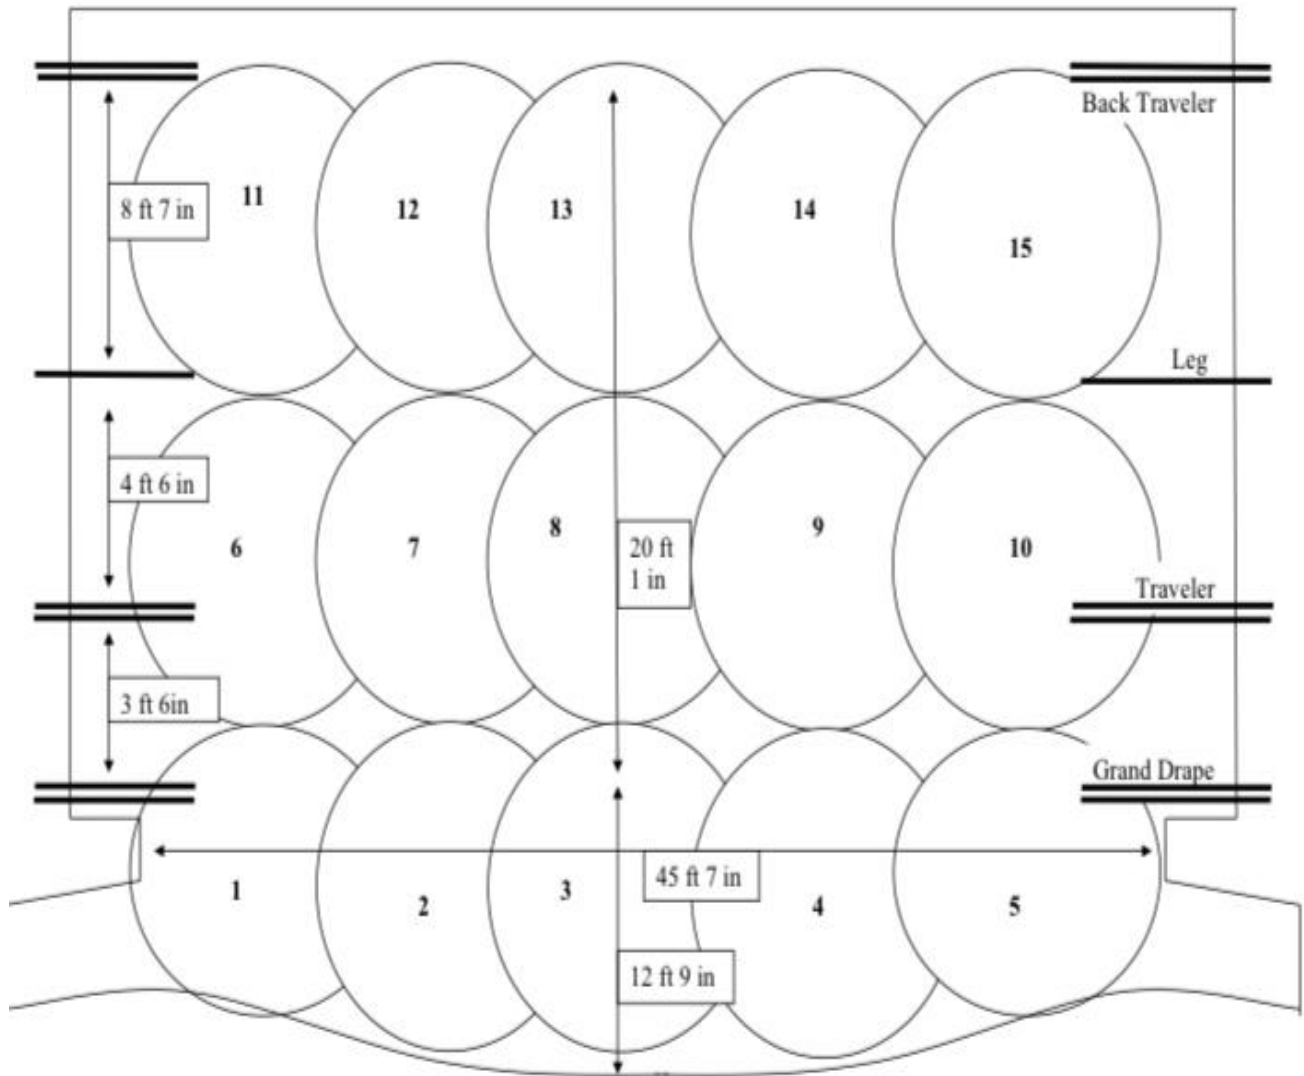 Back Traveler
11
12
13
14
15
8 ft 7 in
Leg
4 ft 6 in
6
7
8
9
10
20 ft
1 in
Traveler
3 ft 6in
Grand Drape
45 ft 7 in
1
2
3
4
5
12 ft 9 in